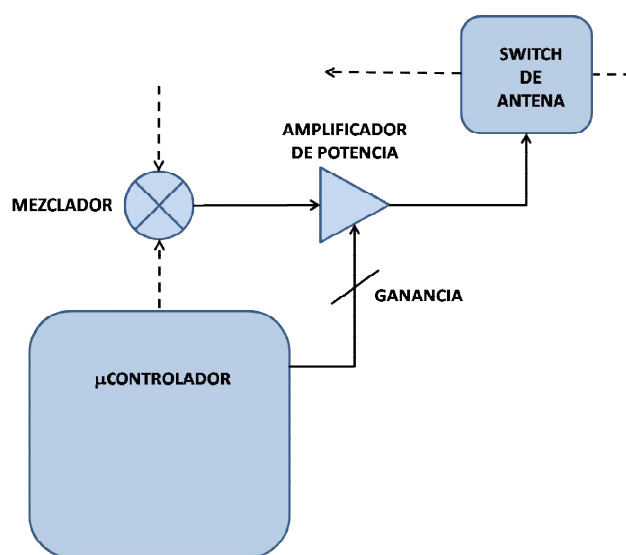 SWITCH
DE
ANTENA
AMPLIFICADOR
DE POTENCIA
MEZCLADOR
GANANCIA
µCONTROLADOR